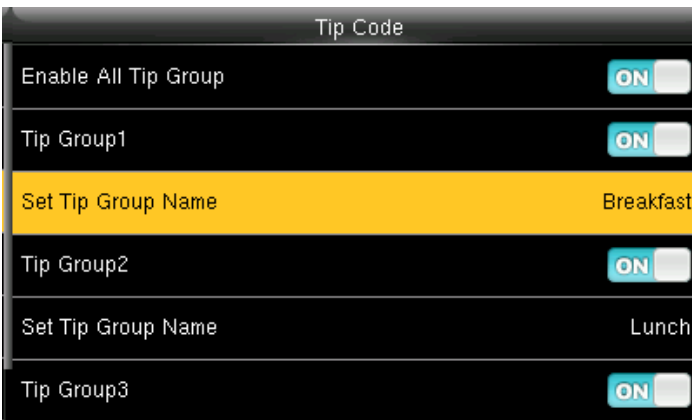 Tip Code
Enable All Tip Group ON
Tip Group1 ON
Set Tip Group Name Breakfast
Tip Group2 ON
Set Tip Group Name Lunch
Tip Group3 ON